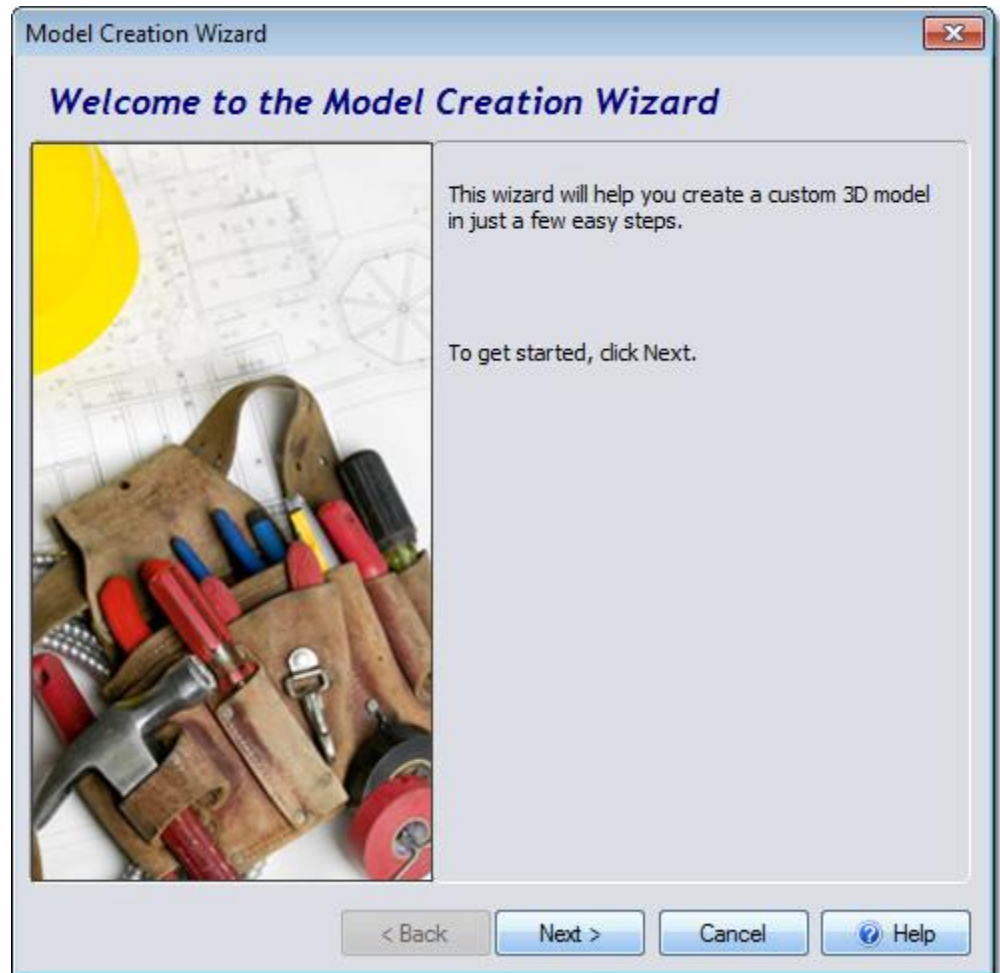 Model Creation Wizard
Welcome to the Model Creation Wizard
This wizard will help you create a custom 3D model
in just a few easy steps.
To get started, click Next.
< Back
Next >
Cancel
Help